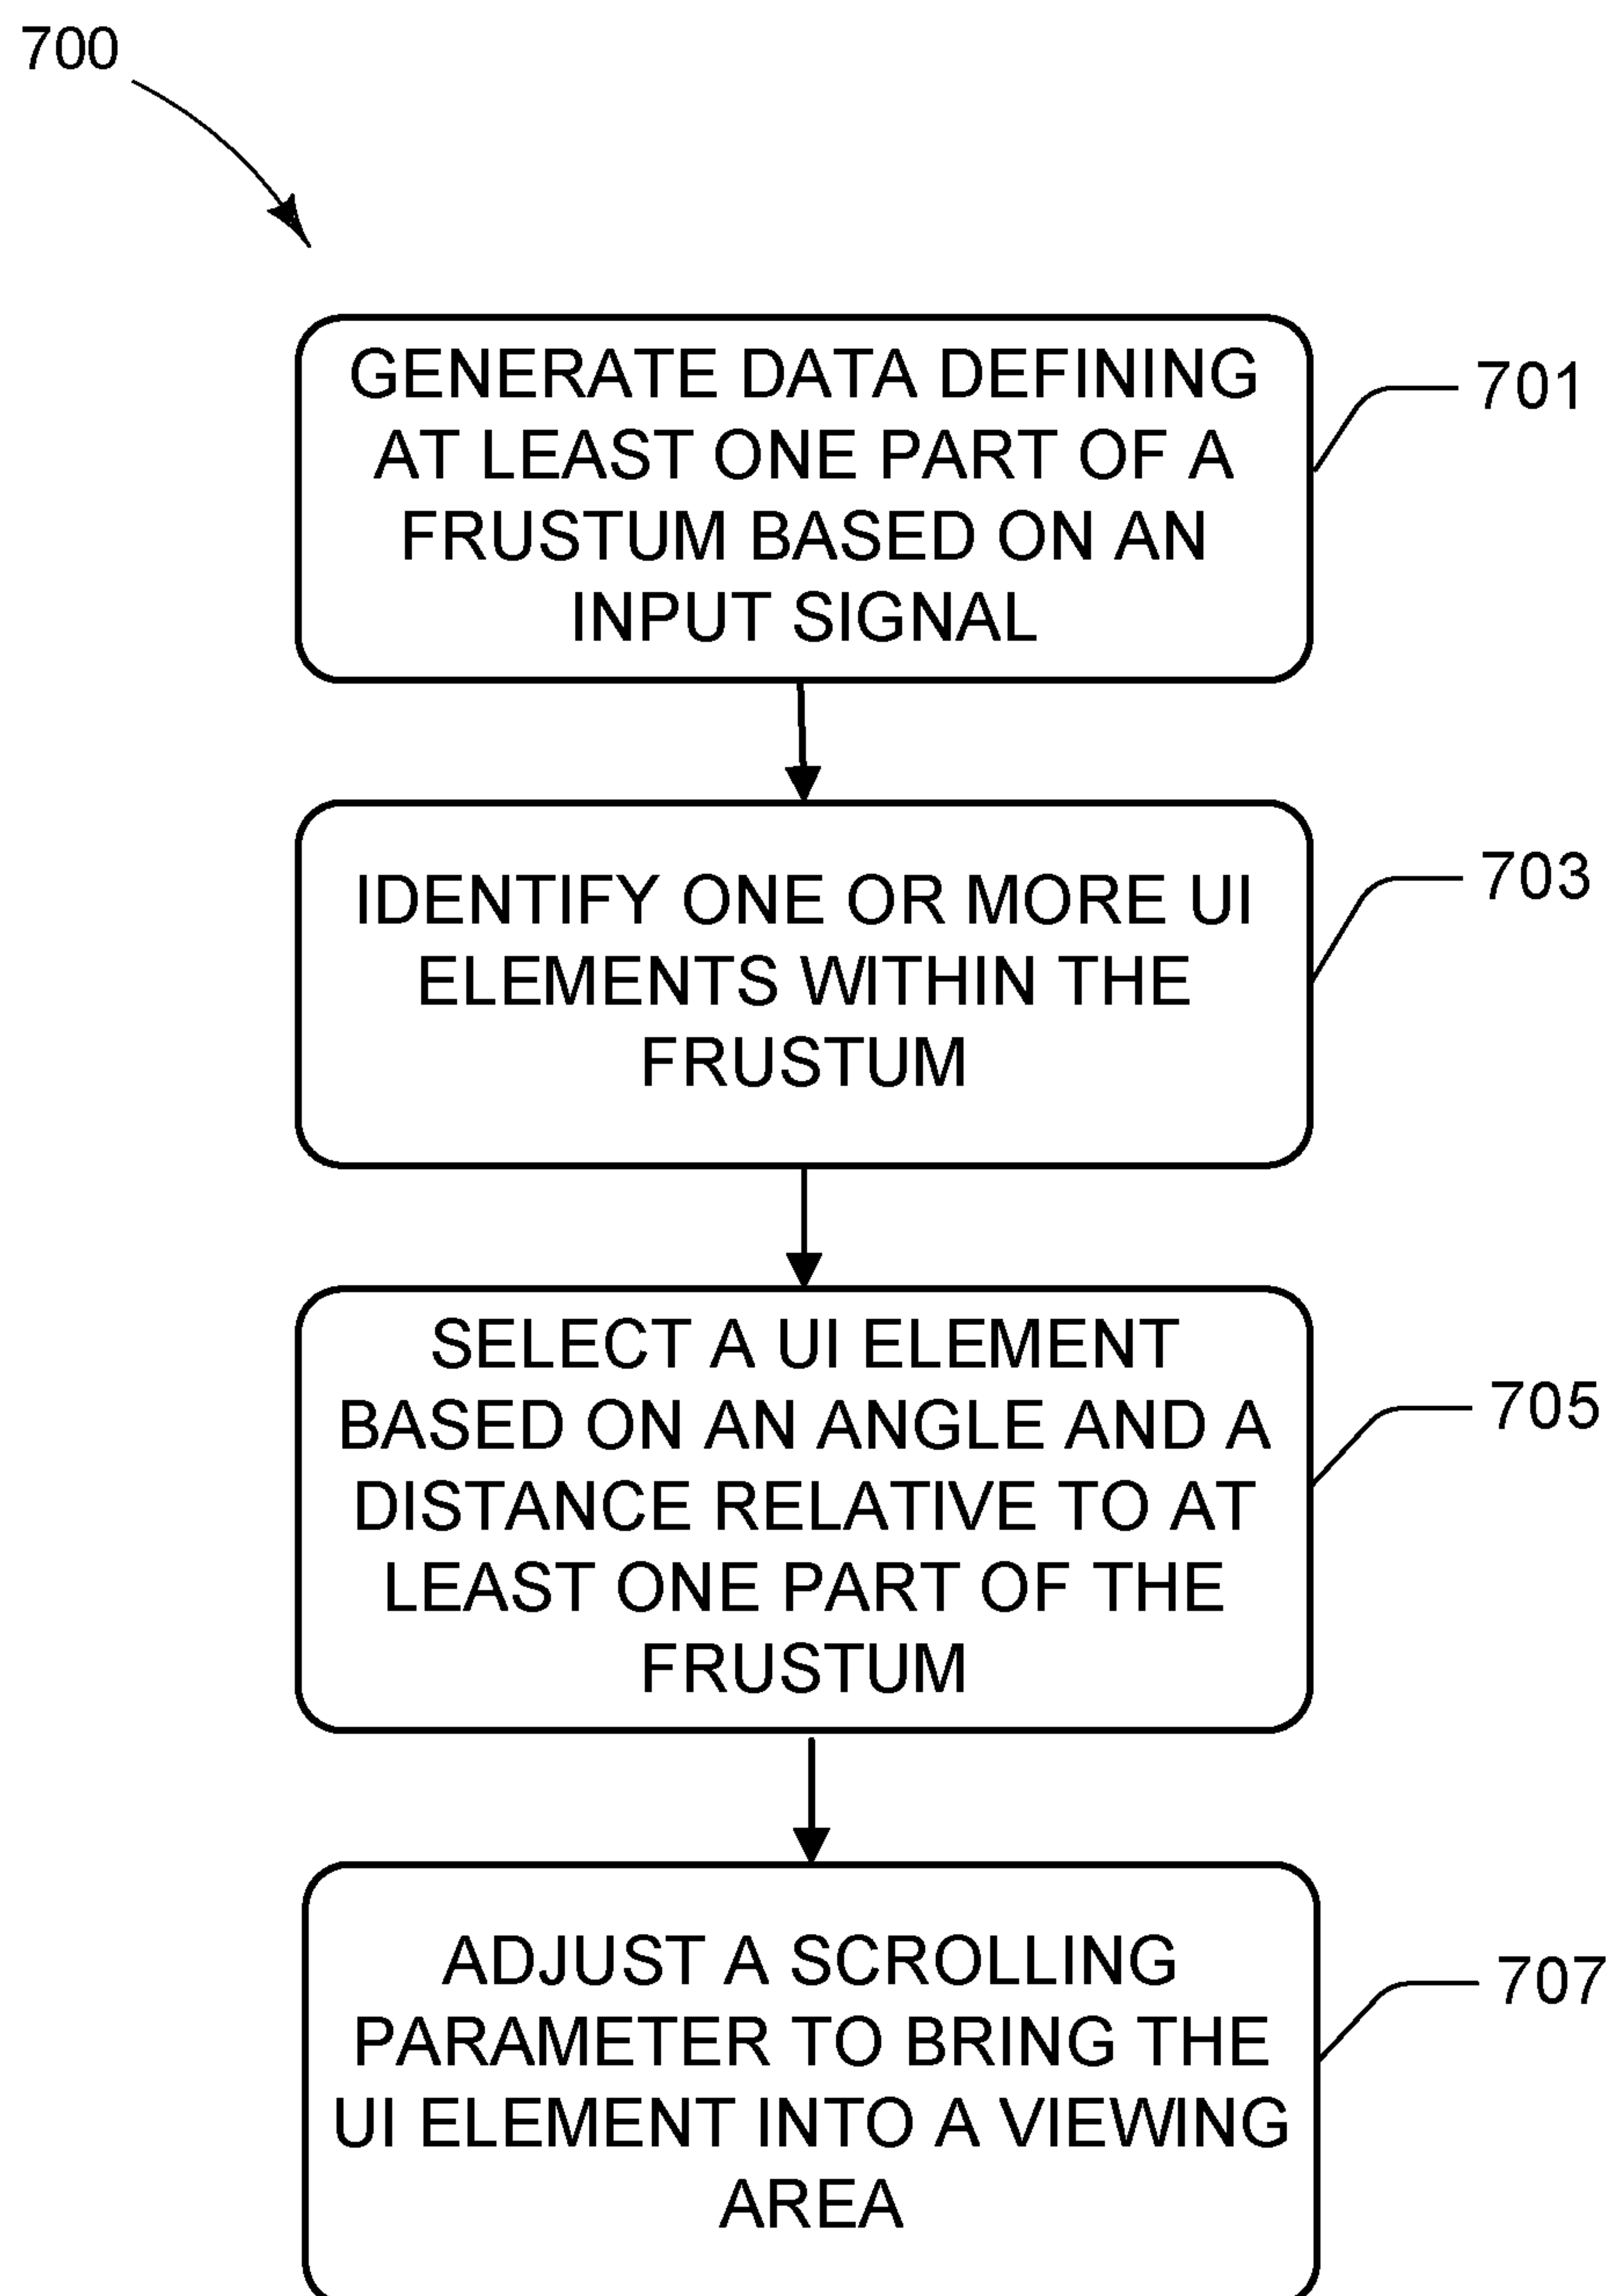 700
GENERATE DATA DEFINING
AT LEAST ONE PART OF A
FRUSTUM BASED ON AN
INPUT SIGNAL
701
IDENTIFY ONE OR MORE UI
ELEMENTS WITHIN THE
FRUSTUM
703
SELECT A UI ELEMENT
BASED ON AN ANGLE AND A
DISTANCE RELATIVE TO AT
LEAST ONE PART OF THE
FRUSTUM
705
ADJUST A SCROLLING
PARAMETER TO BRING THE
UI ELEMENT INTO A VIEWING
AREA
707